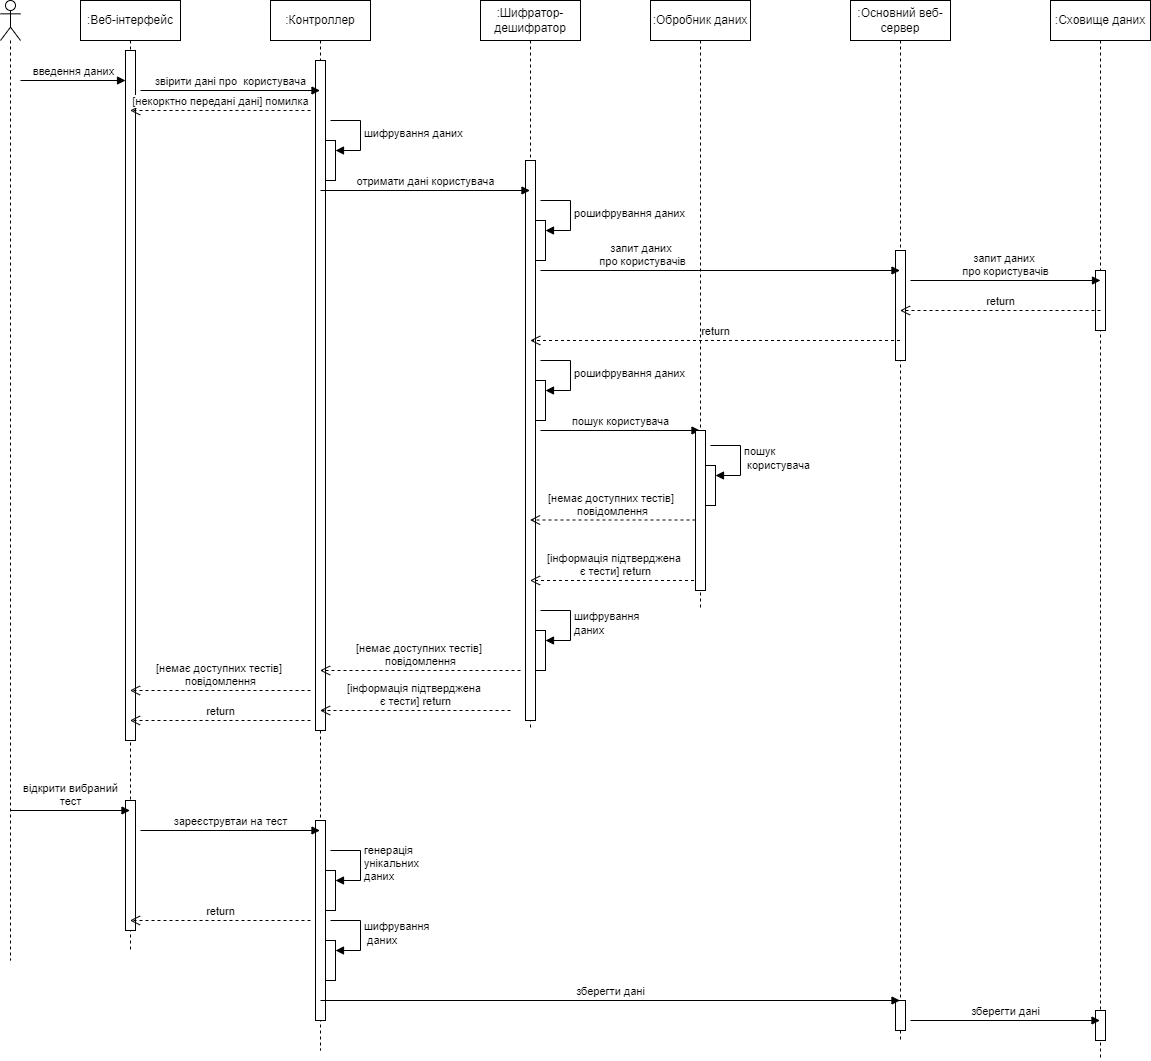 :Веб-інтерфейс
:Контроллер
:Шифратор-
дешифратор
:Обробник даних
:Основний веб-
сервер
:Сховище даних
введення даних
звірити дані про користувача
[некорктно передані дані] помилка
шифрування даних
отримати дані користувача
рошифрування даних
запит даних
про користувачів
запит даних
про користувачів
return
return
рошифрування даних
пошук користувача
пошук
користувача
[немає доступних тестів]
повідомлення
[інформація підтверджена
є тести] return
шифрування
даних
[немає доступних тестів]
повідомлення
[немає доступних тестів]
повідомлення
[інформація підтверджена
є тести] return
return
відкрити вибраний
тест
зареєструвтаи на тест
генерація
унікальних
даних
return
шифрування
даних
зберегти дані
зберегти дані